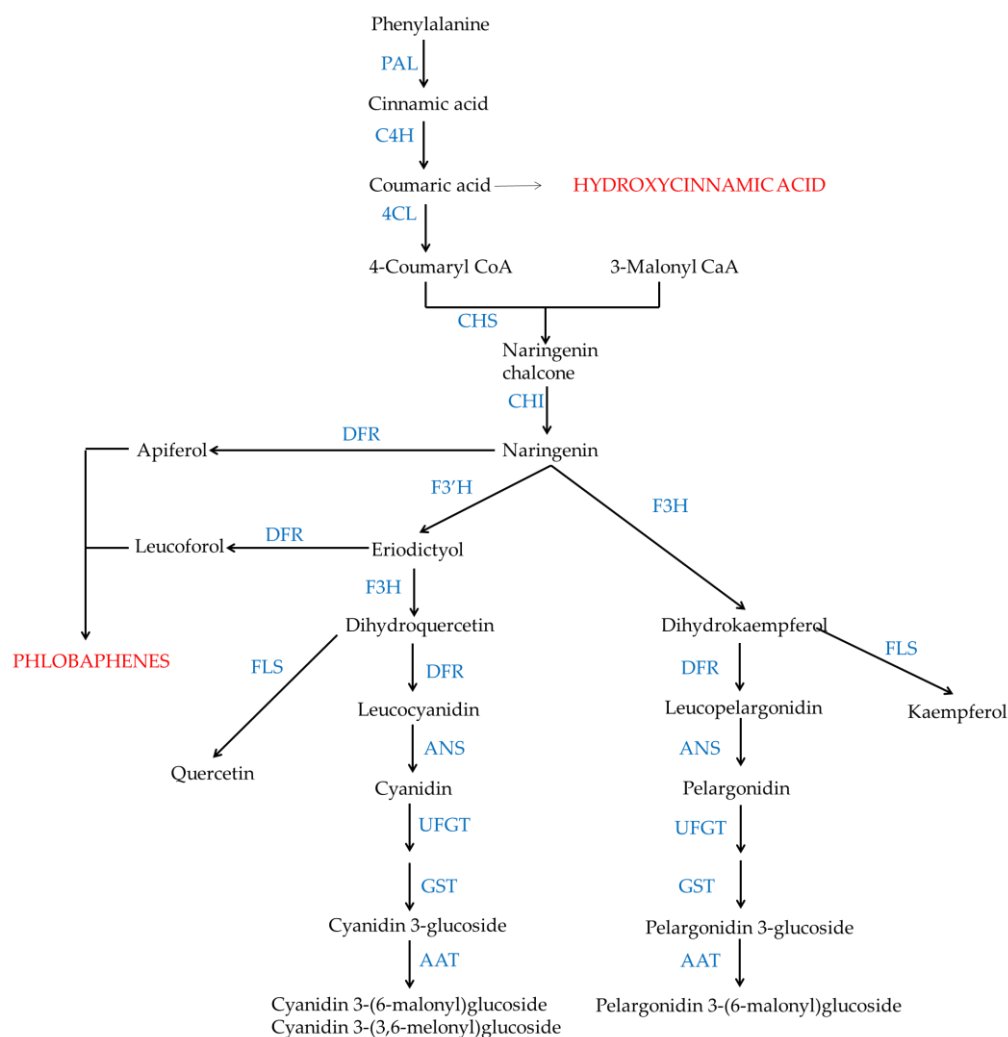 Phenylalanine
PAL
Cinnamic acid
C4H
Coumaric acid
HYDROXYCINNAMIC ACID
4CL
4-Coumaryl CoA
3-Malonyl CaA
CHS
Naringenin
chalcone
CHI
Apiferol
DFR
Naringenin
F3'H
F3H
Leucoforol
DFR
Eriodictyol
F3H
Dihydroquercetin
Dihydrokaempferol
PHLOBAPHENES
FLS
DFR
DFR
FLS
Leucocyanidin
Leucopelargonidin
Kaempferol
ANS
ANS
Quercetin
Cyanidin
Pelargonidin
UFGT
UFGT
GST
GST
Cyanidin 3-glucoside
Pelargonidin 3-glucoside
AAT
AAT
Cyanidin 3-(6-malonyl)glucoside
Cyanidin 3-(3,6-melonyl)glucoside
Pelargonidin 3-(6-malonyl)glucoside